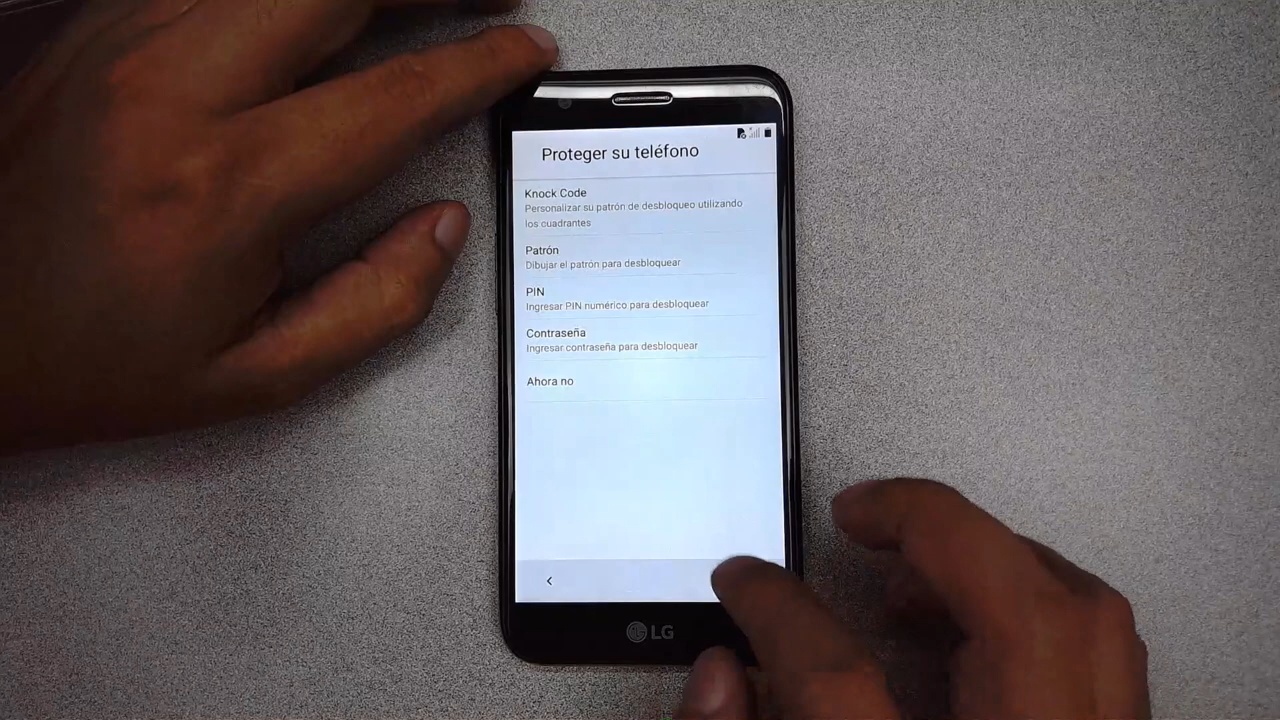 Proteger su teléfono
Knock Code
Personalizar su patrón de desbloqueo utilizando
los cuadrantes
Patrón
Dibujar el patrón para desbloquear
PIN
Ingresar PIN numérico para desbloquear
Contraseña
Ingresar contraseña para desbloquear
Ahora no
LG